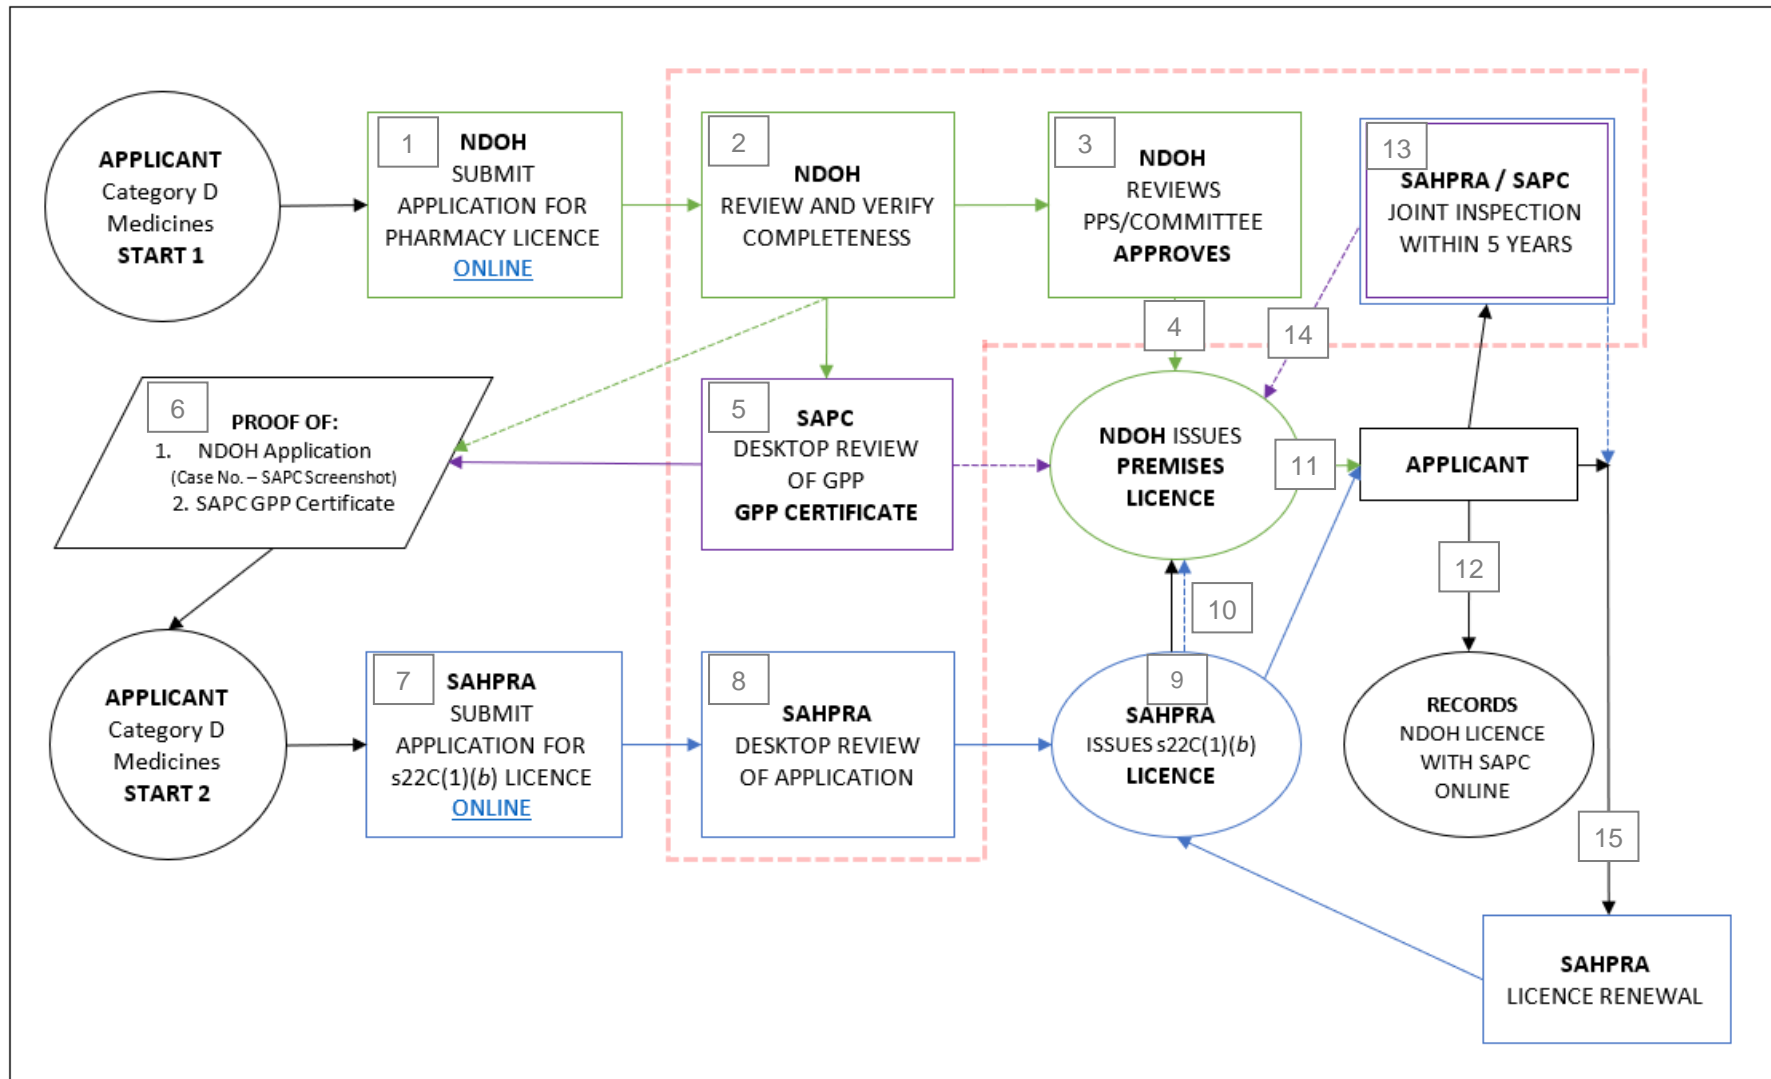 APPLICANT
Category D
Medicines
START 1
1
NDOH
SUBMIT
APPLICATION FOR
PHARMACY LICENCE
ONLINE
2
NDOH
REVIEW AND VERIFY
COMPLETENESS
3
NDOH
REVIEWS
PPS/COMMITTEE
APPROVES
13
SAHPRA / SAPC
JOINT INSPECTION
WITHIN 5 YEARS
4
14
6
PROOF OF:
1. NDOH Application
(Case No. – SAPC Screenshot)
2. SAPC GPP Certificate
5
SAPC
DESKTOP REVIEW
OF GPP
GPP CERTIFICATE
NDOH ISSUES
PREMISES
LICENCE
11
APPLICANT
12
10
APPLICANT
Category D
Medicines
START 2
7
SAHPRA
SUBMIT
APPLICATION FOR
s22C(1)(b) LICENCE
ONLINE
8
SAHPRA
DESKTOP REVIEW
OF APPLICATION
9
SAHPRA
ISSUES s22C(1)(b)
LICENCE
RECORDS
NDOH LICENCE
WITH SAPC
ONLINE
15
SAHPRA
LICENCE RENEWAL